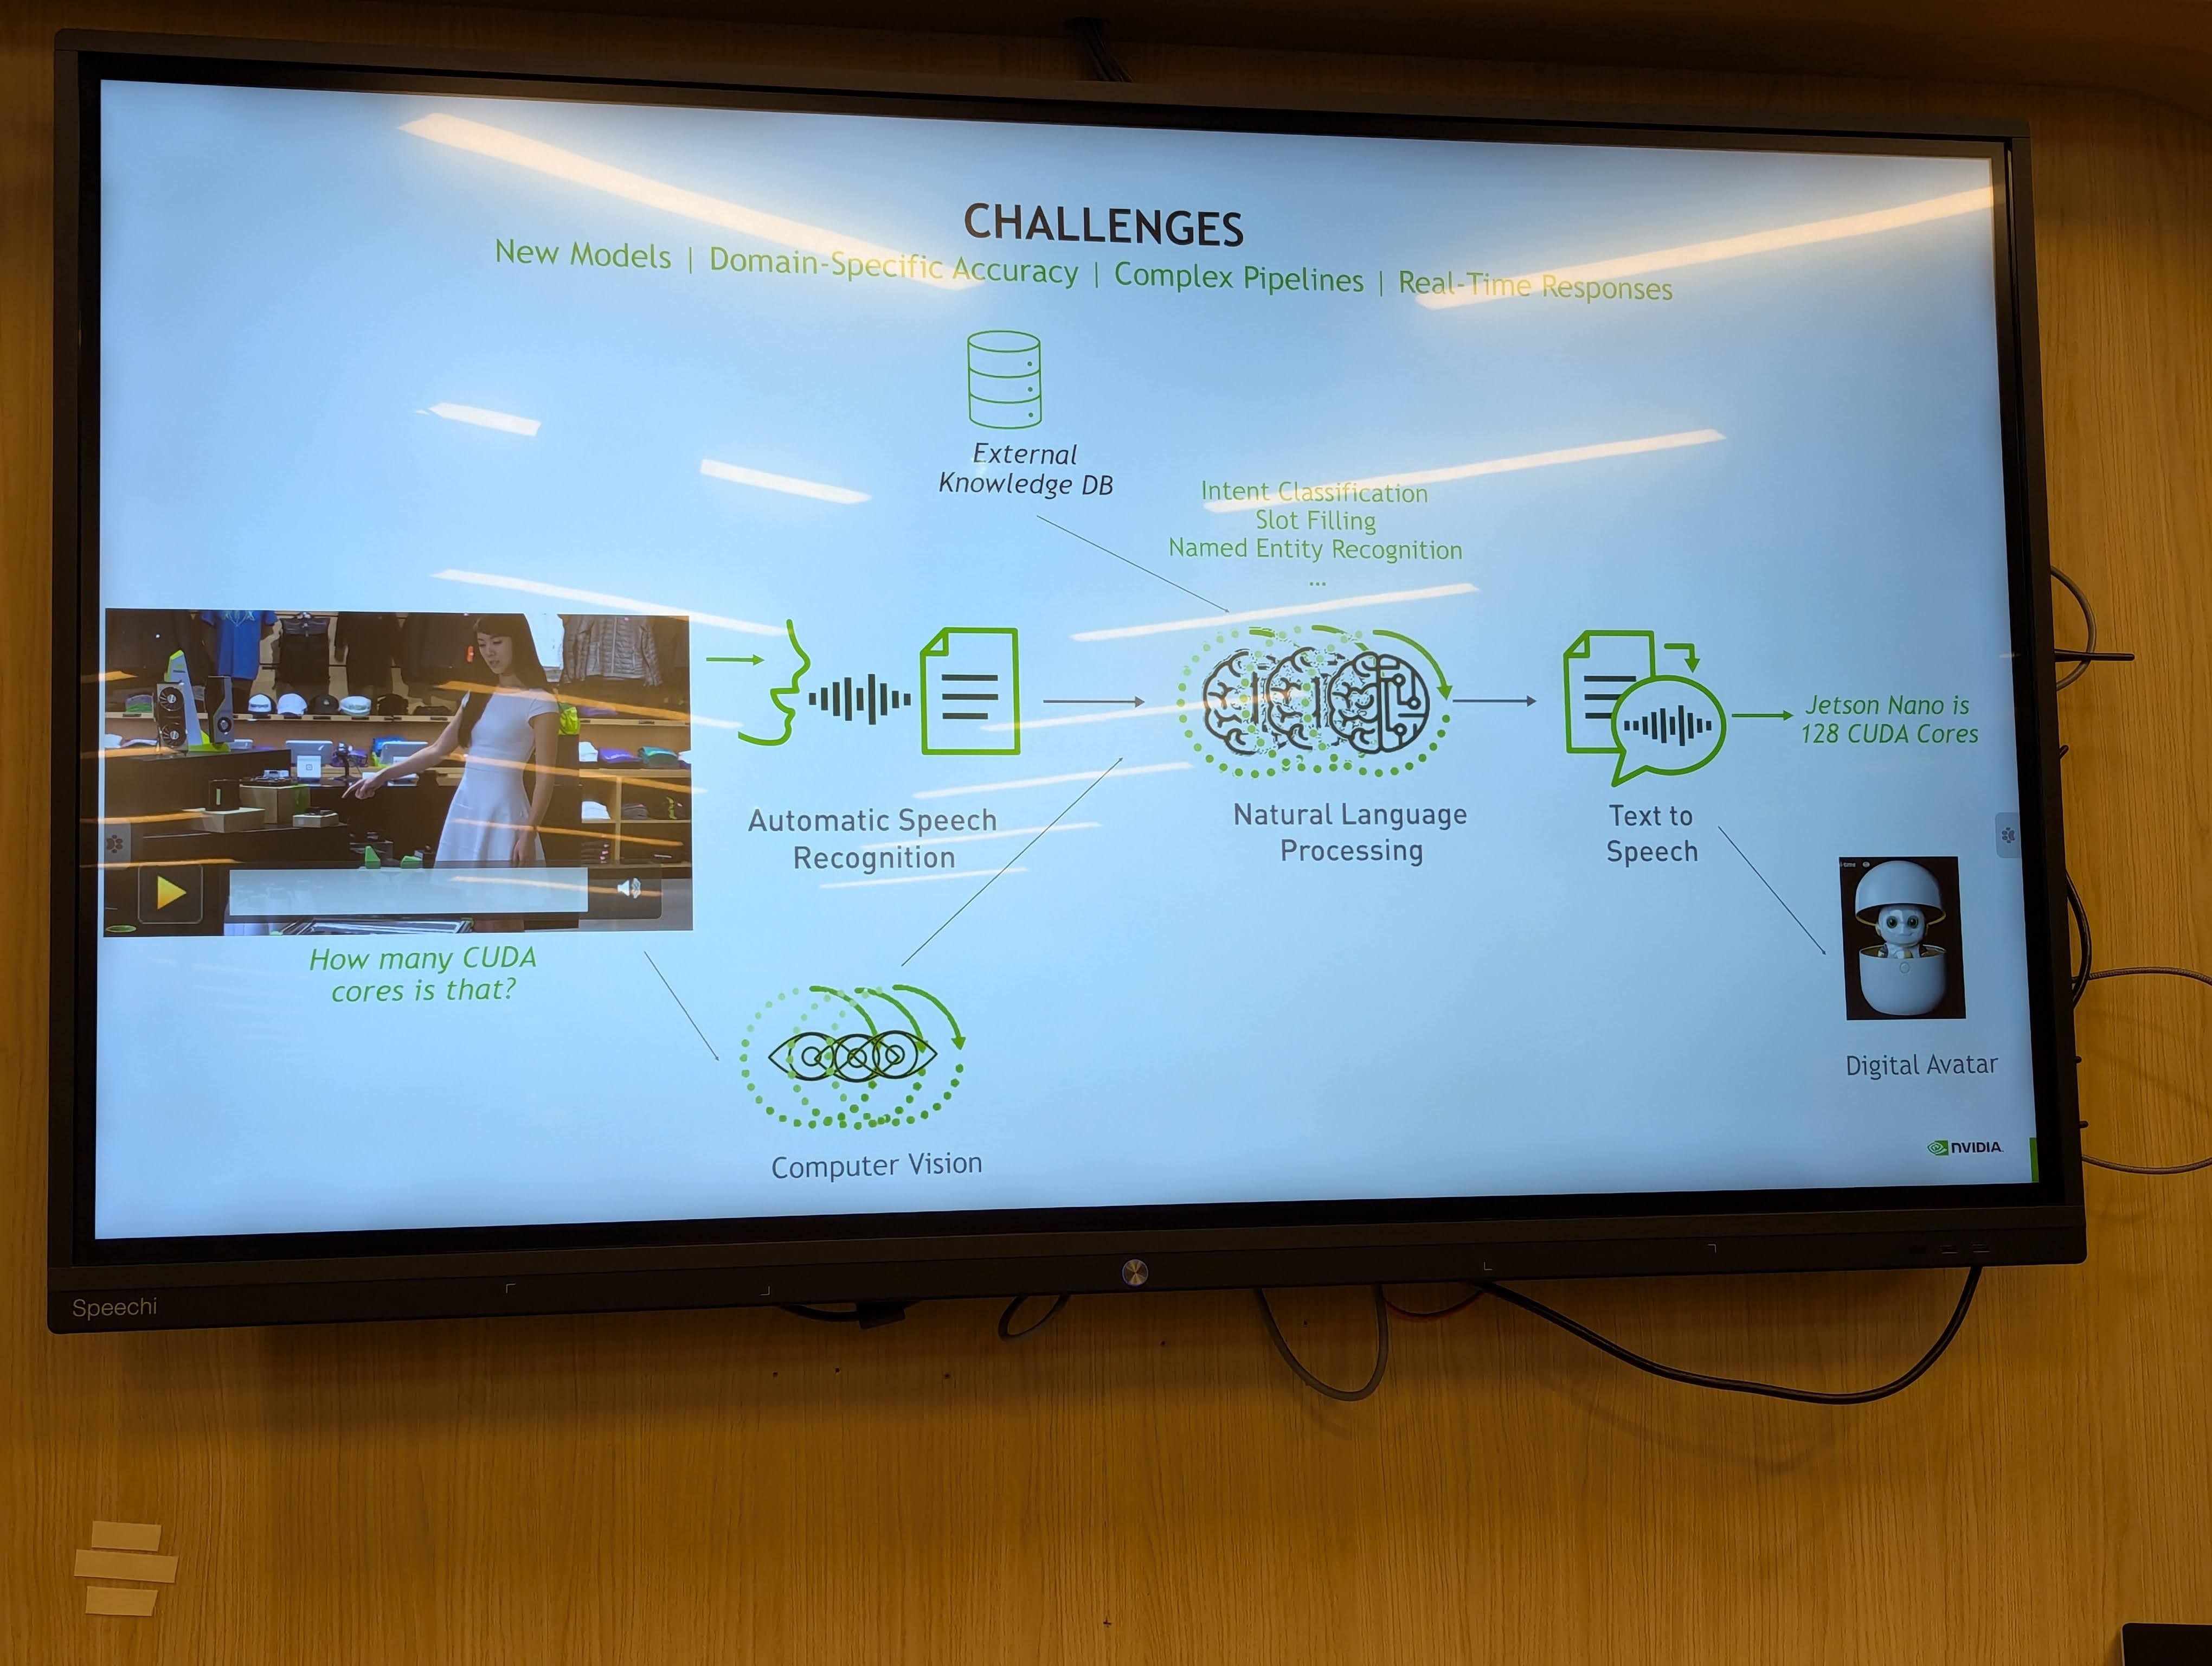 CHALLENGES
New Models | Domain-Specific Accuracy | Complex Pipelines | Real-Time Responses
External
Knowledge DB
Intent Classification
Slot Filling
Named Entity Recognition
...
Automatic Speech
Recognition
Natural Language
Processing
Text to
Speech
Jetson Nano is
128 CUDA Cores
How many CUDA
cores is that?
Computer Vision
Digital Avatar
NVIDIA.
Speechi